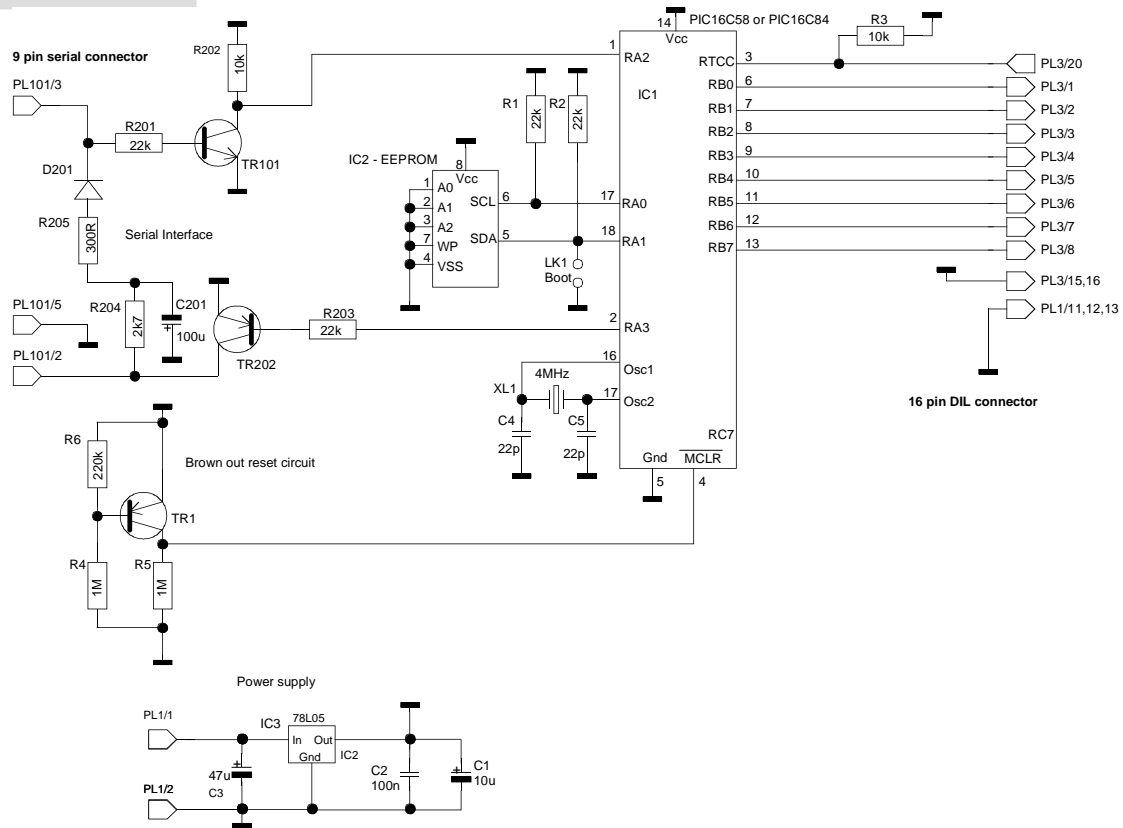 PIC16C58 or PIC16C84
9 pin serial connector
PL101/3
R202
10k
14
Vcc
1
RA2
IC1
R3
10k
RTCC
3
PL3/20
RB0
6
PL3/1
RB1
7
PL3/2
RB2
8
PL3/3
RB3
9
PL3/4
RB4
10
PL3/5
RB5
11
PL3/6
RB6
12
PL3/7
RB7
13
PL3/8
PL3/15,16
PL1/11,12,13
16 pin DIL connector
R201
22k
TR101
D201
R205
300R
Serial Interface
R1
22k
R2
22k
IC2 - EEPROM
8
Vcc
1
A0
2
A1
3
A2
7
WP
4
VSS
SCL
6
SDA
5
17
RA0
18
RA1
LK1
Boot
PL101/5
R204
2k7
C201
+
100u
PL101/2
TR202
R203
22k
2
RA3
16
Osc1
XL1
4MHz
17
Osc2
C4
22p
C5
22p
RC7
Gnd
MCLR
5
4
R6
220k
Brown out reset circuit
TR1
R4
1M
R5
1M
Power supply
PL1/1
IC3
78L05
In Out
Gnd
IC2
+
47u
C3
C2
100n
+
C1
10u
PL1/2